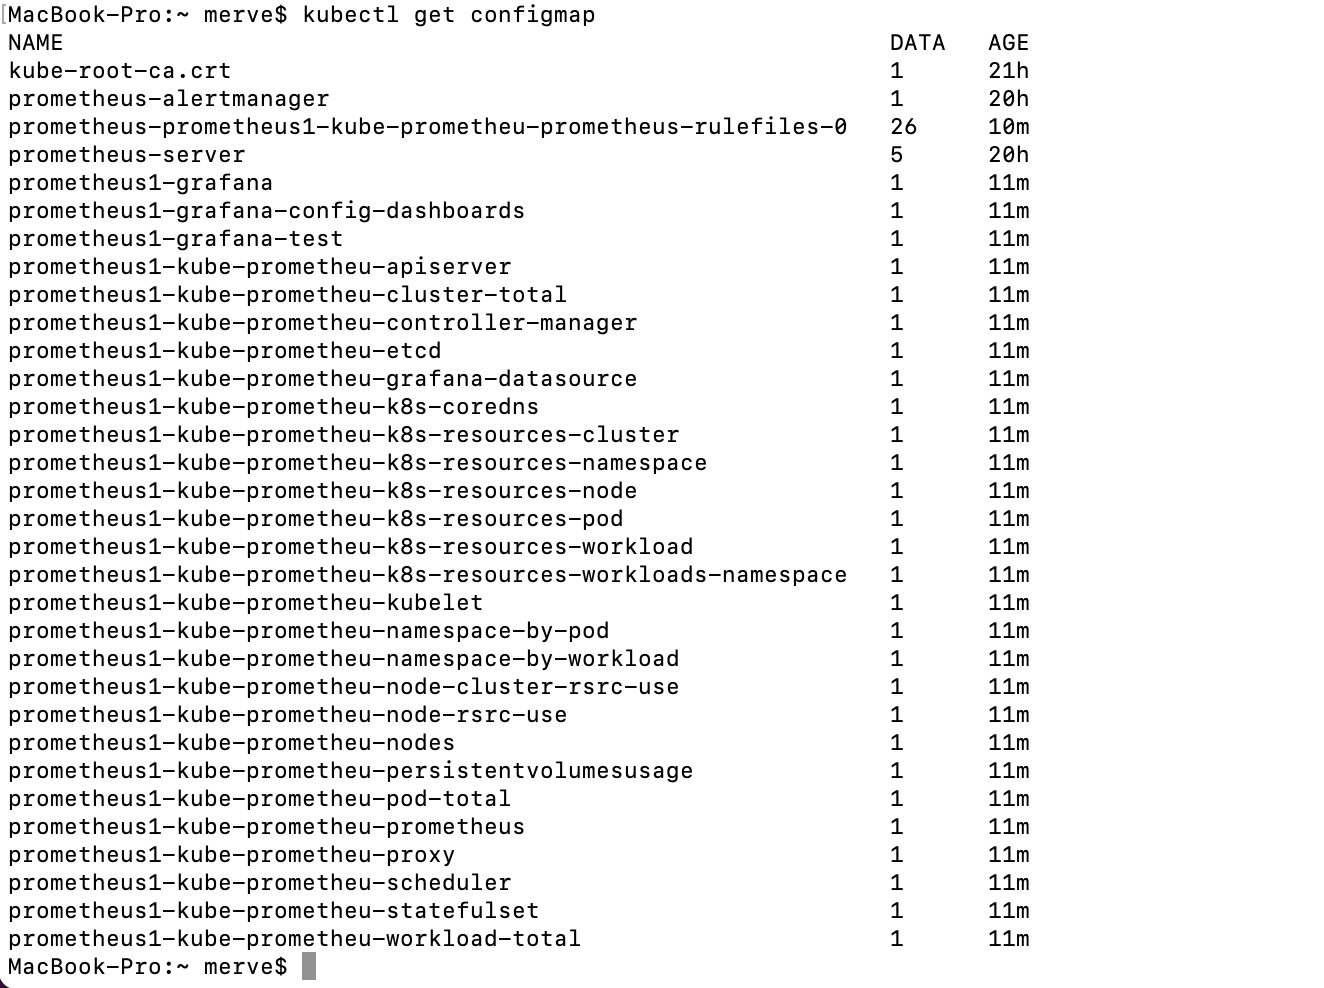 [MacBook-Pro:~ merve$ kubectl get configmap
NAME DATA AGE
kube-root-ca.crt 1 21h
prometheus-alertmanager 1 20h
prometheus-prometheus1-kube-prometheu-prometheus-rulefiles-0 26 10m
prometheus-server 5 20h
prometheus1-grafana 1 11m
prometheus1-grafana-config-dashboards 1 11m
prometheus1-grafana-test 1 11m
prometheus1-kube-prometheu-apiserver 1 11m
prometheus1-kube-prometheu-cluster-total 1 11m
prometheus1-kube-prometheu-controller-manager 1 11m
prometheus1-kube-prometheu-etcd 1 11m
prometheus1-kube-prometheu-grafana-datasource 1 11m
prometheus1-kube-prometheu-k8s-coredns 1 11m
prometheus1-kube-prometheu-k8s-resources-cluster 1 11m
prometheus1-kube-prometheu-k8s-resources-namespace 1 11m
prometheus1-kube-prometheu-k8s-resources-node 1 11m
prometheus1-kube-prometheu-k8s-resources-pod 1 11m
prometheus1-kube-prometheu-k8s-resources-workload 1 11m
prometheus1-kube-prometheu-k8s-resources-workloads-namespace 1 11m
prometheus1-kube-prometheu-kubelet 1 11m
prometheus1-kube-prometheu-namespace-by-pod 1 11m
prometheus1-kube-prometheu-namespace-by-workload 1 11m
prometheus1-kube-prometheu-node-cluster-rsrc-use 1 11m
prometheus1-kube-prometheu-node-rsrc-use 1 11m
prometheus1-kube-prometheu-nodes 1 11m
prometheus1-kube-prometheu-persistentvolumesusage 1 11m
prometheus1-kube-prometheu-pod-total 1 11m
prometheus1-kube-prometheu-prometheus 1 11m
prometheus1-kube-prometheu-proxy 1 11m
prometheus1-kube-prometheu-scheduler 1 11m
prometheus1-kube-prometheu-statefulset 1 11m
prometheus1-kube-prometheu-workload-total 1 11m
MacBook-Pro:~ merve$